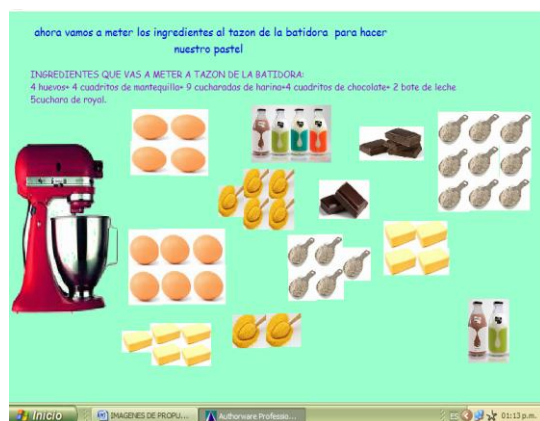 ahora vamos a meter los ingredientes al tazon de la batidora para hacer
nuestro pastel
INGREDIENTES QUE VAS A METER A TAZON DE LA BATIDORA:
4 huevos+ 4 cuadritos de mantequilla+ 9 cucharadas de harina+4 cuadritos de chocolate+ 2 bote de leche
5cuchara de royal.
Inicio
IMAGENES DE PROPU...
Authorware Professio...
ES
01:13 p.m.